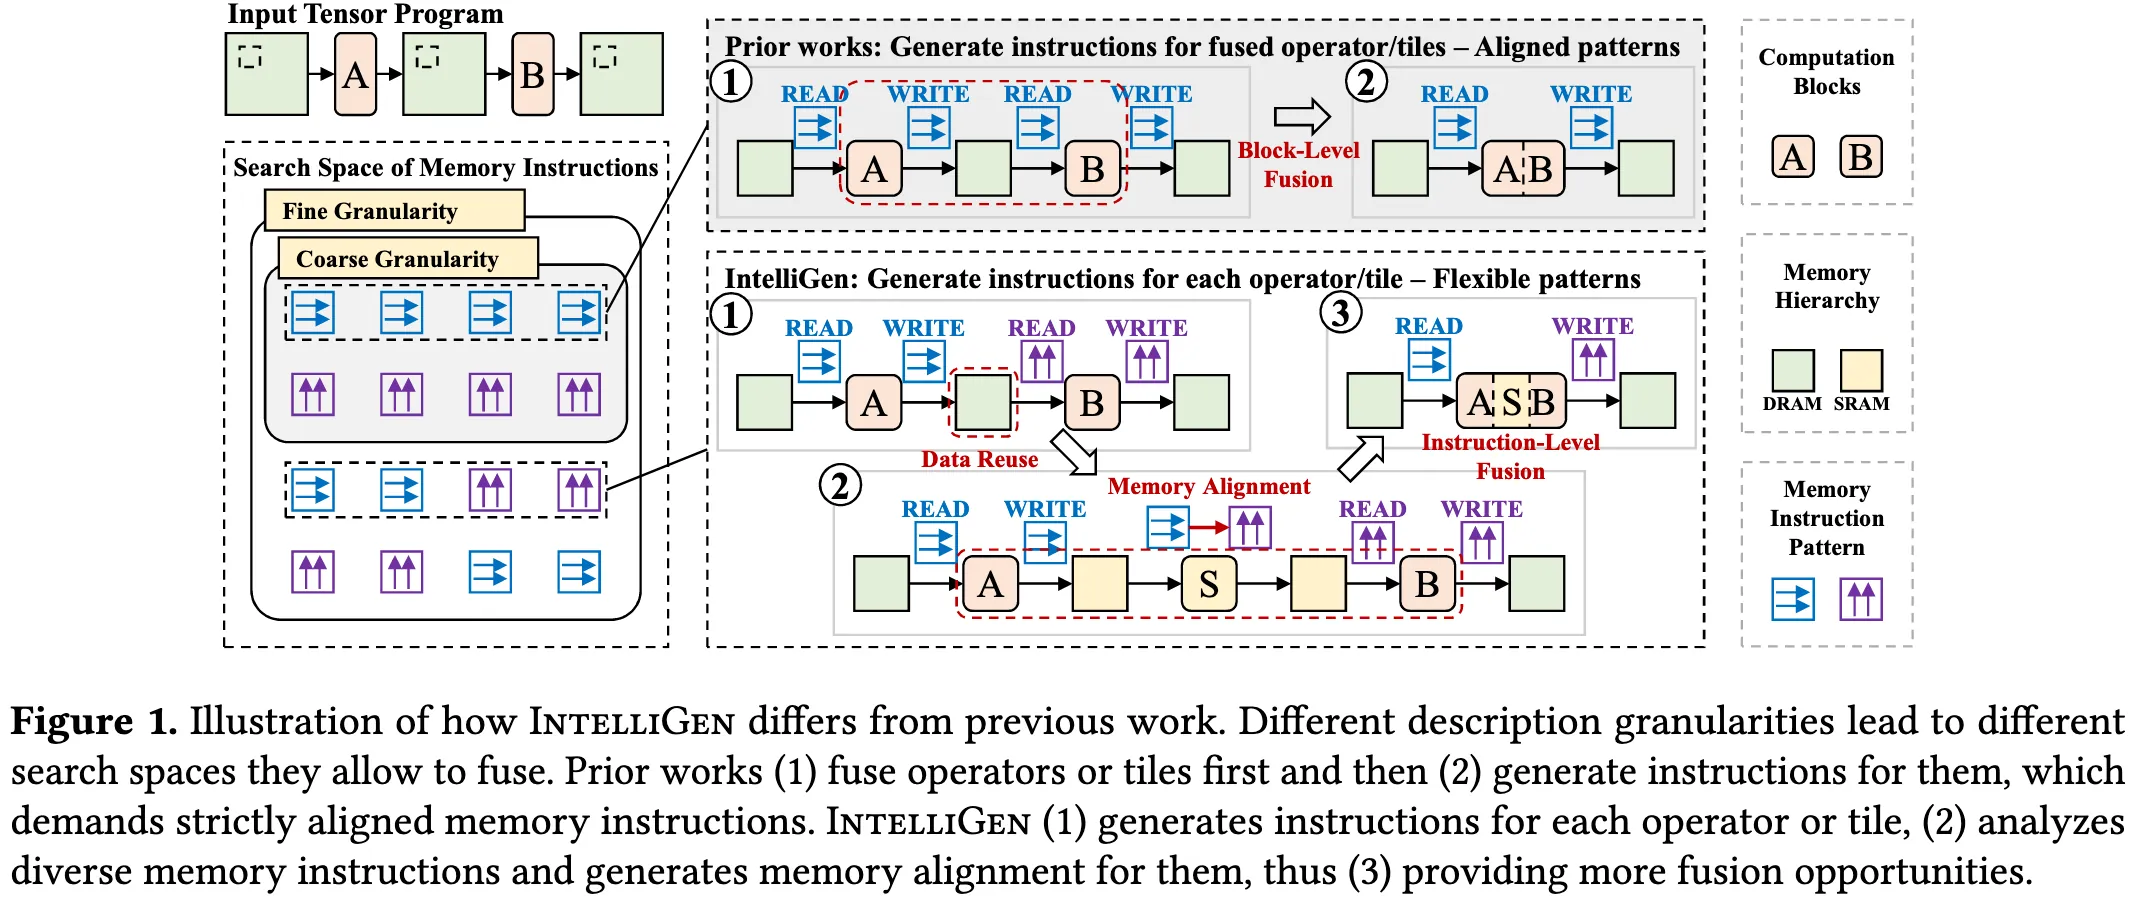 Input Tensor Program
A
B
Search Space of Memory Instructions
Fine Granularity
Coarse Granularity
Prior works: Generate instructions for fused operator/tiles – Aligned patterns
1
READ WRITE READ WRITE
A
B
Block-Level
Fusion
2
READ WRITE
A B
IntelliGen: Generate instructions for each operator/tile – Flexible patterns
1
READ WRITE READ WRITE
A
B
Data Reuse
2
Memory Alignment
READ WRITE READ WRITE
A
S
B
3
READ WRITE
A S B
Instruction-Level
Fusion
Computation
Blocks
A B
Memory
Hierarchy
DRAM SRAM
Memory
Instruction
Pattern
Figure 1. Illustration of how INTELLIGEN differs from previous work. Different description granularities lead to different
search spaces they allow to fuse. Prior works (1) fuse operators or tiles first and then (2) generate instructions for them, which
demands strictly aligned memory instructions. INTELLIGEN (1) generates instructions for each operator or tile, (2) analyzes
diverse memory instructions and generates memory alignment for them, thus (3) providing more fusion opportunities.